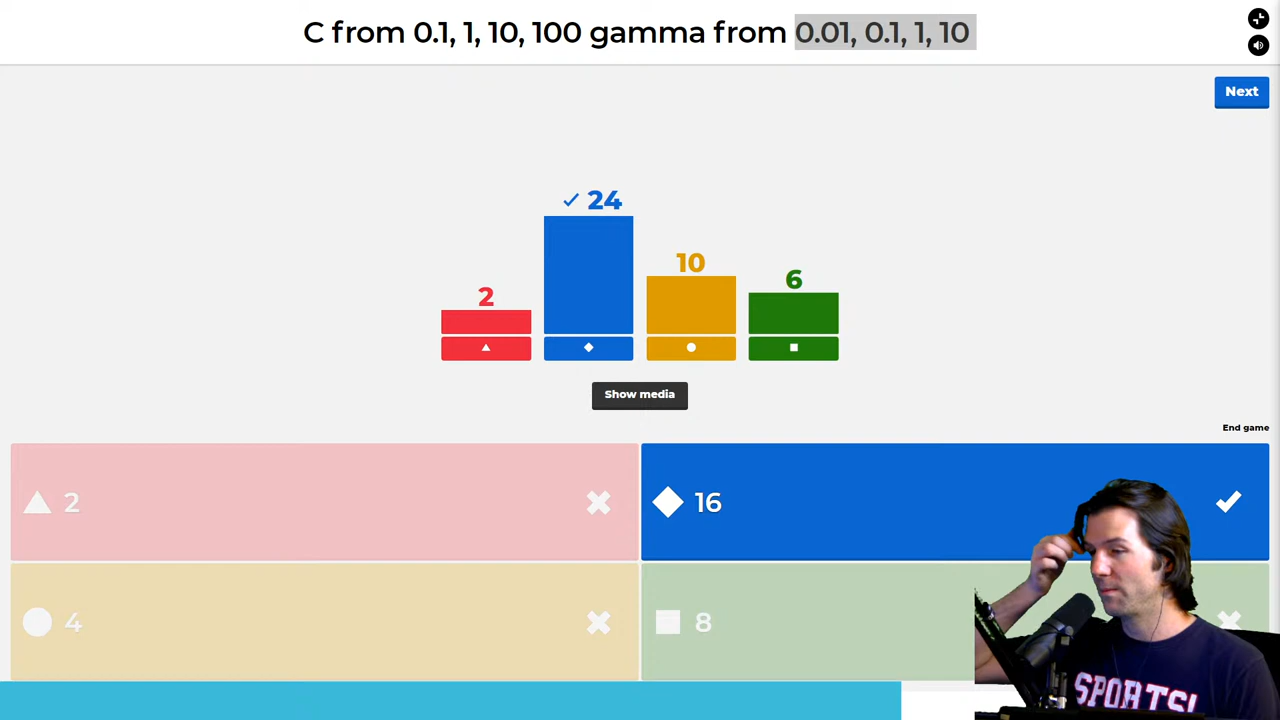 C from 0.1, 1, 10, 100 gamma from 0.01, 0.1, 1, 10
Next
24
10
6
2
Show media
End game
2
16
4
8
SPORTS!